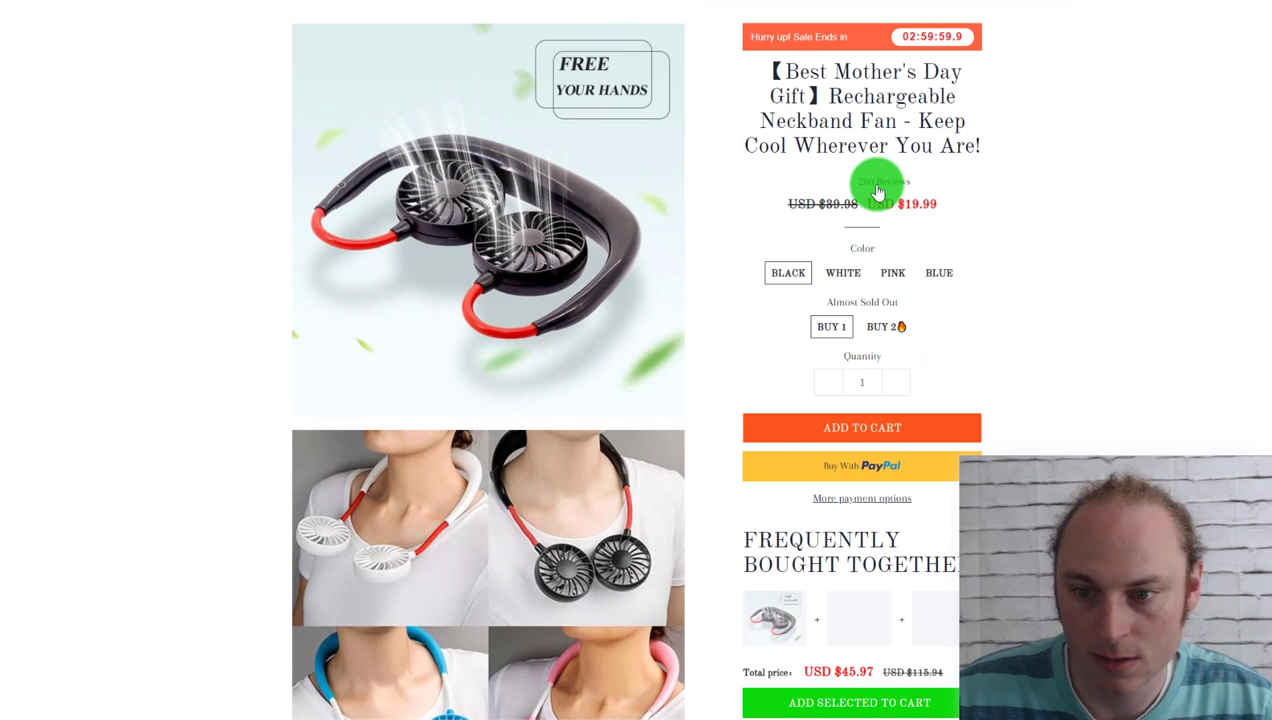 FREE
YOUR HANDS
Hurry up! Sale Ends in 02:59:59.9
【Best Mother's Day
Gift】Rechargeable
Neckband Fan - Keep
Cool Wherever You Are!
260 Reviews
USD $39.98 USD $19.99
Color
BLACK WHITE PINK BLUE
Almost Sold Out
BUY 1 BUY 2🔥
Quantity
1
ADD TO CART
Buy With PayPal
More payment options
FREQUENTLY
BOUGHT TOGETHE
+ +
Total price: USD $45.97 USD $115.94
ADD SELECTED TO CART